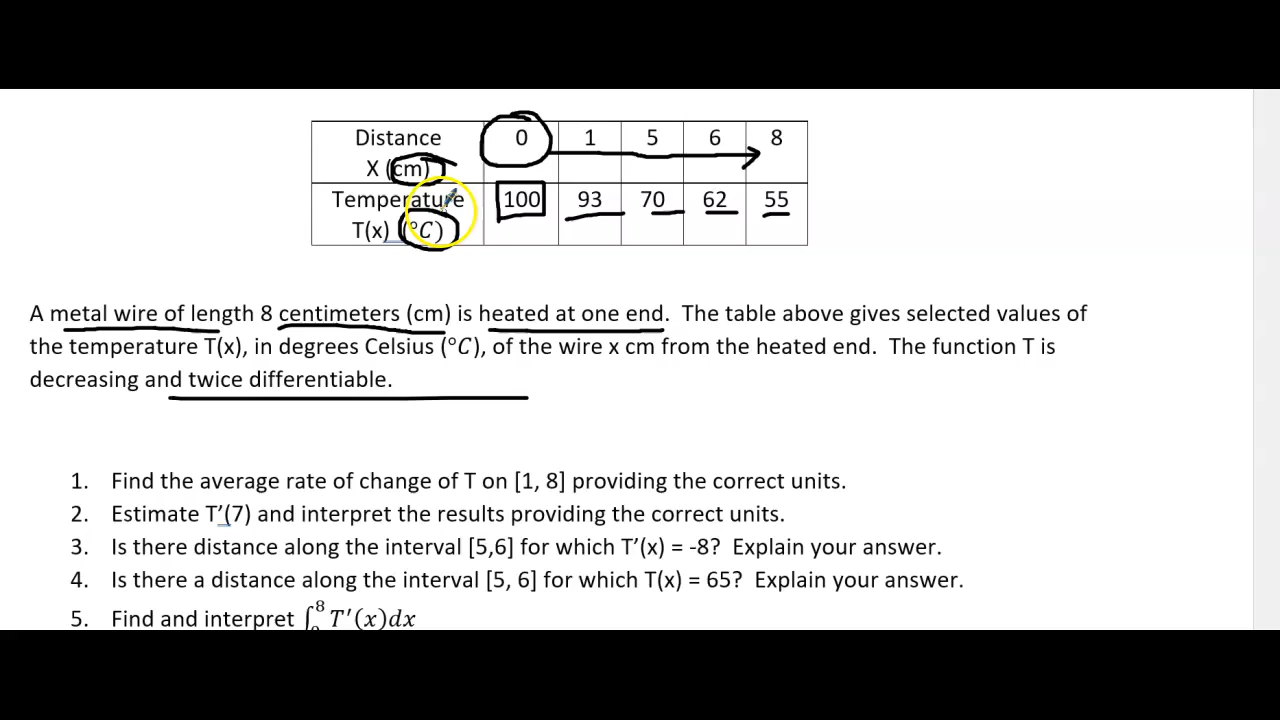 Distance 0 1 5 6 8
X (cm)
Temperature 100 93 70 62 55
T(x) (°C)
A metal wire of length 8 centimeters (cm) is heated at one end. The table above gives selected values of
the temperature T(x), in degrees Celsius (°C), of the wire x cm from the heated end. The function T is
decreasing and twice differentiable.
1. Find the average rate of change of T on [1, 8] providing the correct units.
2. Estimate T'(7) and interpret the results providing the correct units.
3. Is there distance along the interval [5,6] for which T'(x) = -8? Explain your answer.
4. Is there a distance along the interval [5, 6] for which T(x) = 65? Explain your answer.
5. Find and interpret ∫₀⁸ T'(x)dx